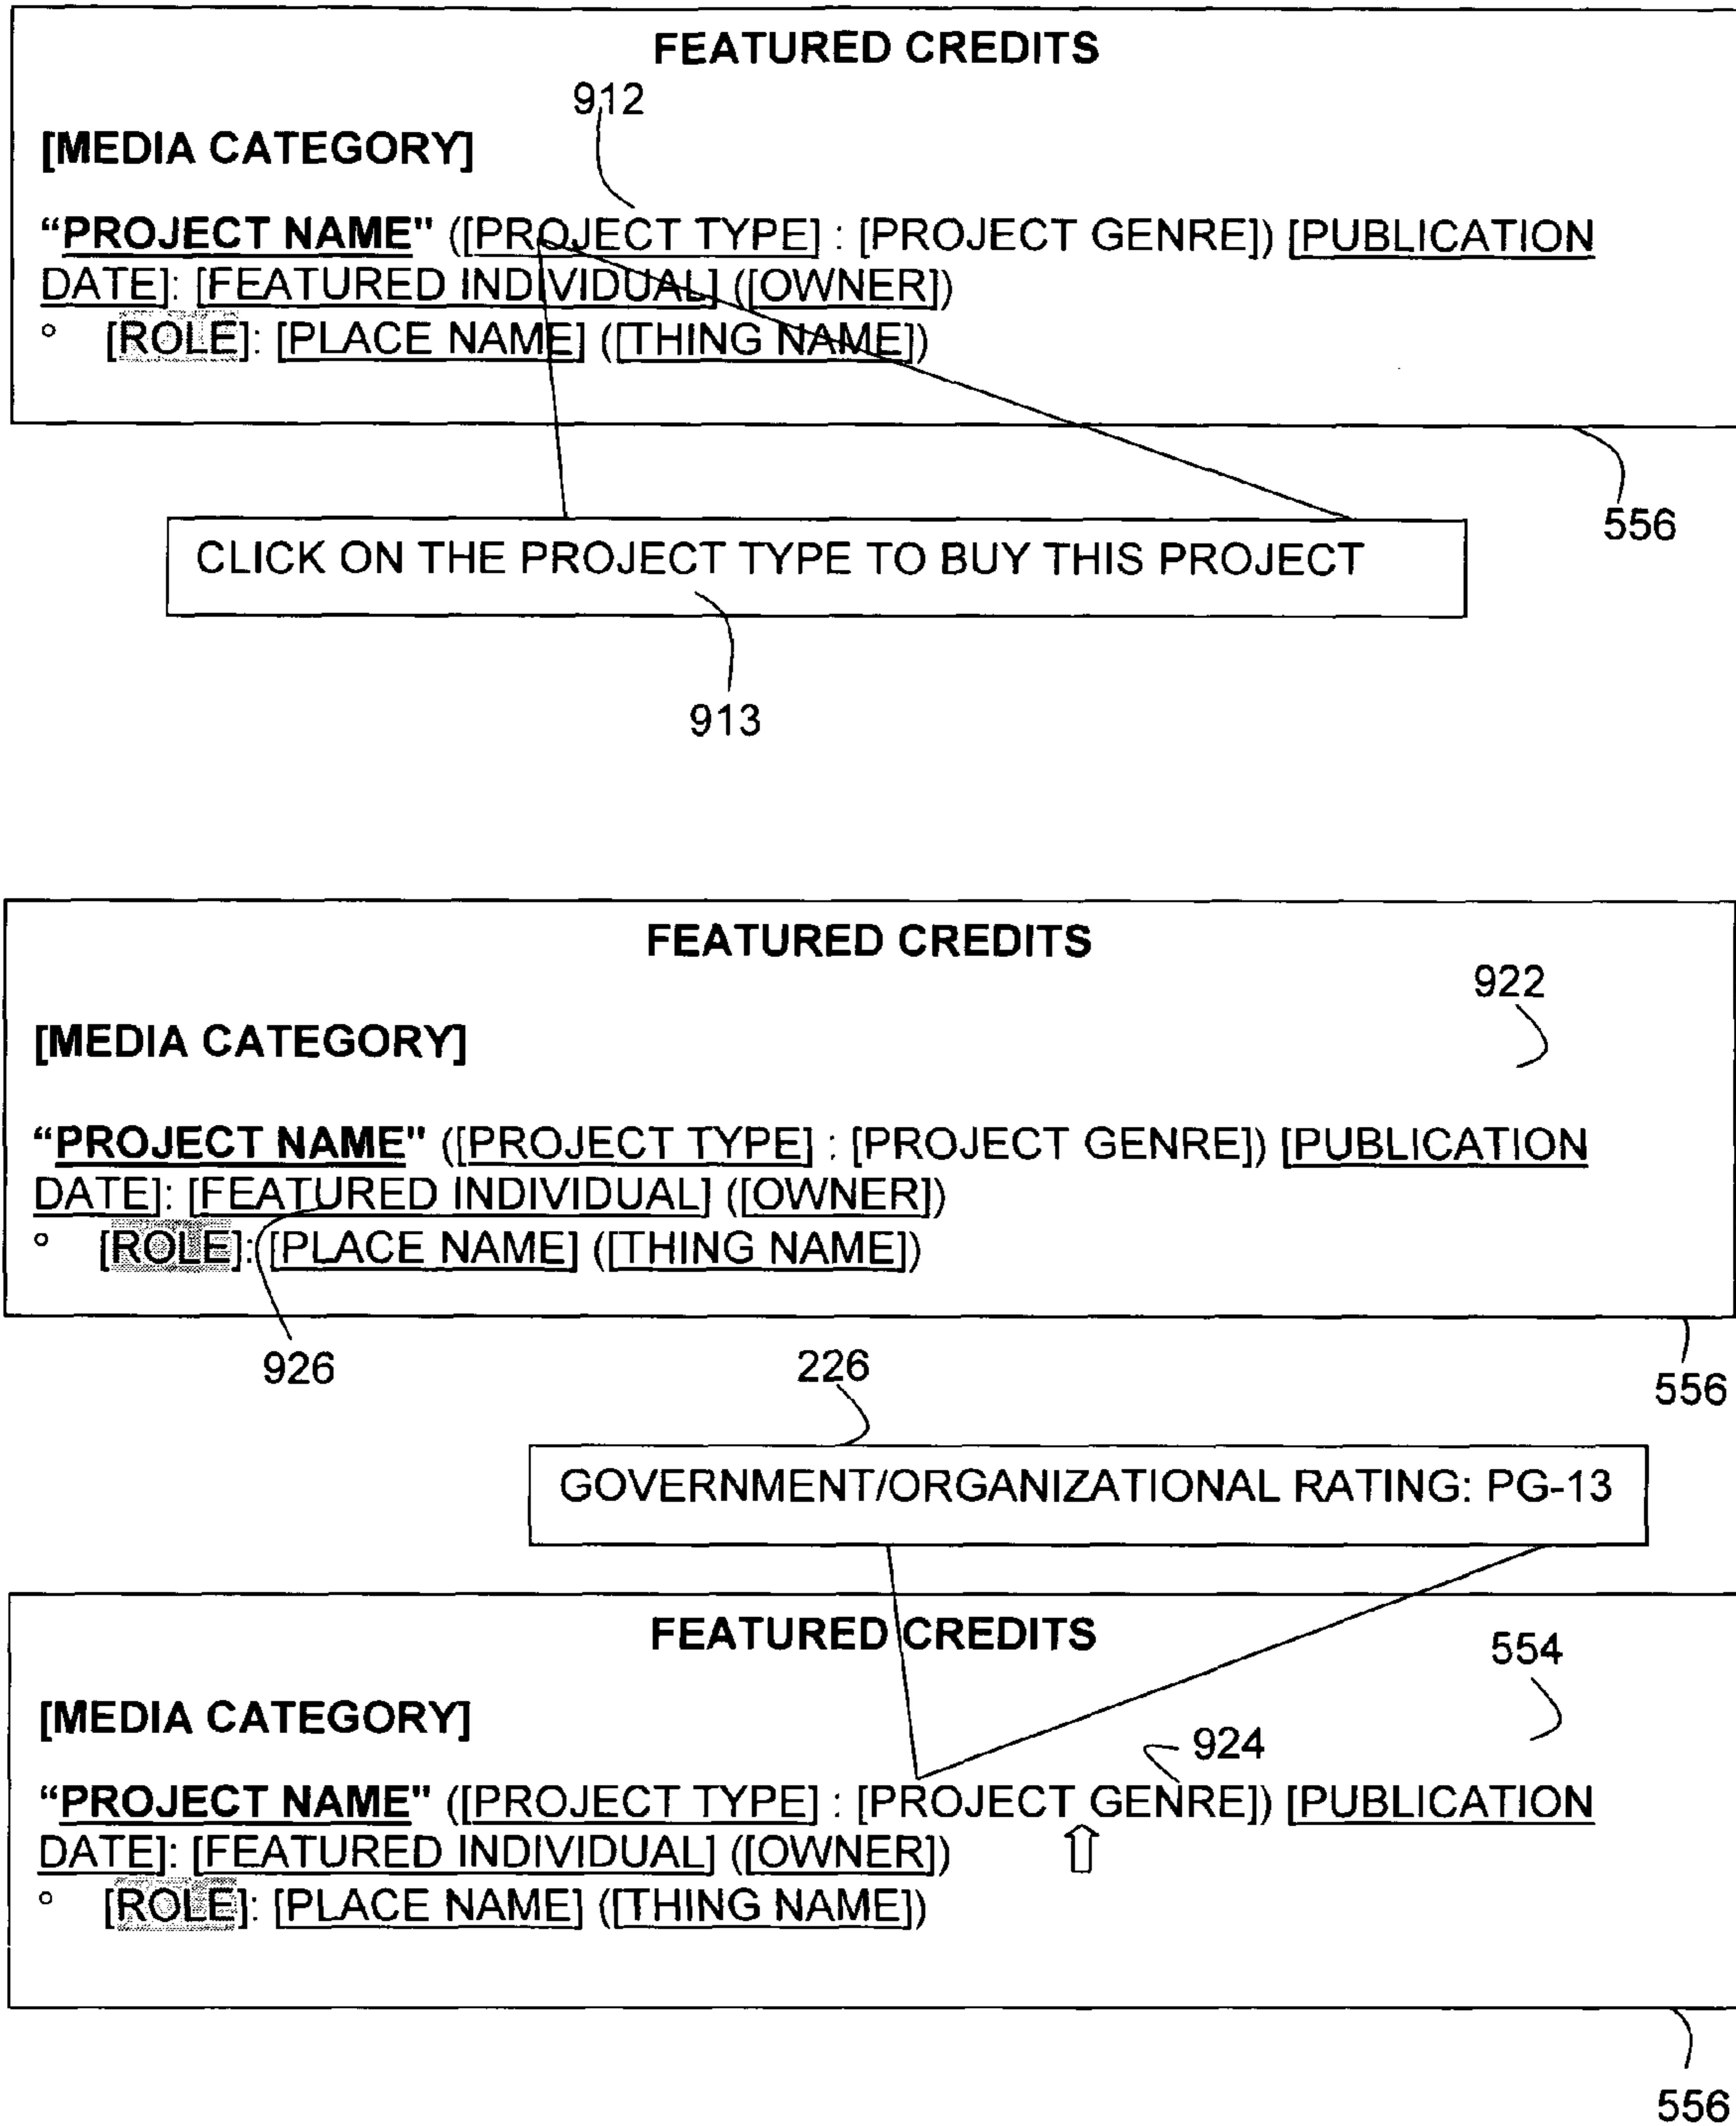 FEATURED CREDITS
912
[MEDIA CATEGORY]
“PROJECT NAME" ([PROJECT TYPE] : [PROJECT GENRE]) [PUBLICATION
DATE]: [FEATURED INDIVIDUAL] ([OWNER])
° [ROLE]: [PLACE NAME] ([THING NAME])
556
CLICK ON THE PROJECT TYPE TO BUY THIS PROJECT
913
FEATURED CREDITS
922
[MEDIA CATEGORY]
“PROJECT NAME" ([PROJECT TYPE] : [PROJECT GENRE]) [PUBLICATION
DATE]: [FEATURED INDIVIDUAL] ([OWNER])
° [ROLE]: [PLACE NAME] ([THING NAME])
926
226
556
GOVERNMENT/ORGANIZATIONAL RATING: PG-13
FEATURED CREDITS
554
[MEDIA CATEGORY]
924
“PROJECT NAME" ([PROJECT TYPE] : [PROJECT GENRE]) [PUBLICATION
DATE]: [FEATURED INDIVIDUAL] ([OWNER])
° [ROLE]: [PLACE NAME] ([THING NAME])
556